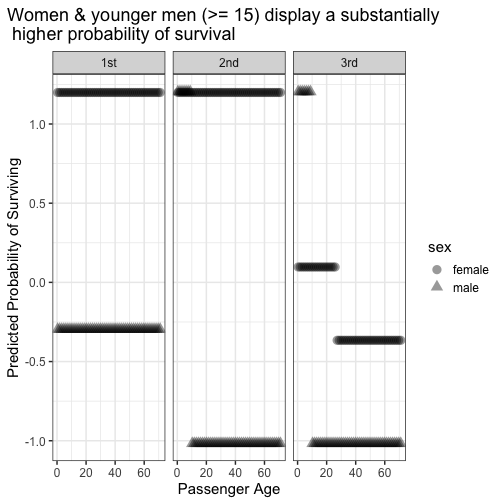 Women & younger men (>= 15) display a substantially
higher probability of survival
1st 2nd 3rd
1.0
0.5
0.0
-0.5
-1.0
0 20 40 60 0 20 40 60 0 20 40 60
Passenger Age
Predicted Probability of Surviving
sex
female
male